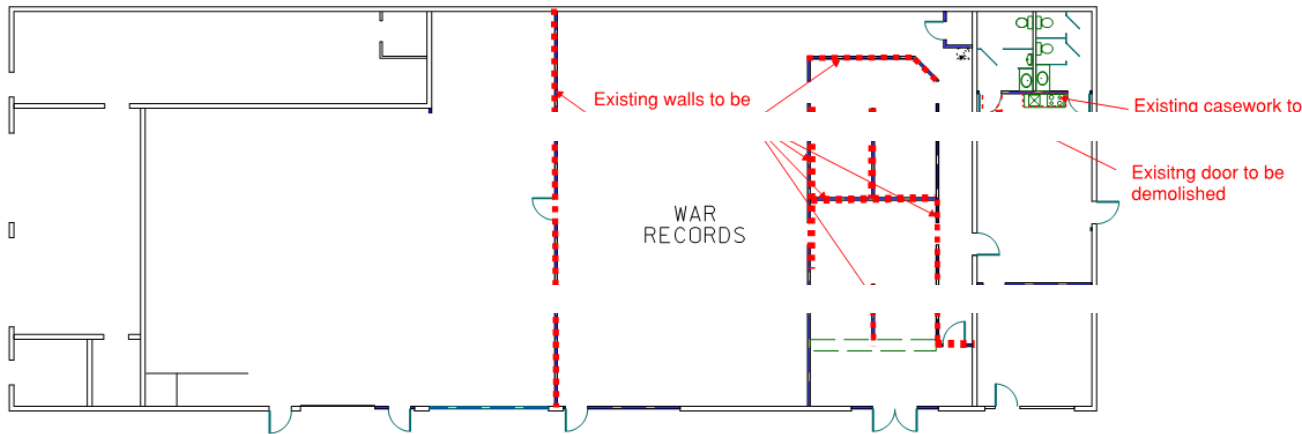 Existing walls to be
Existing casework to
Exisitng door to be
demolished
WAR
RECORDS